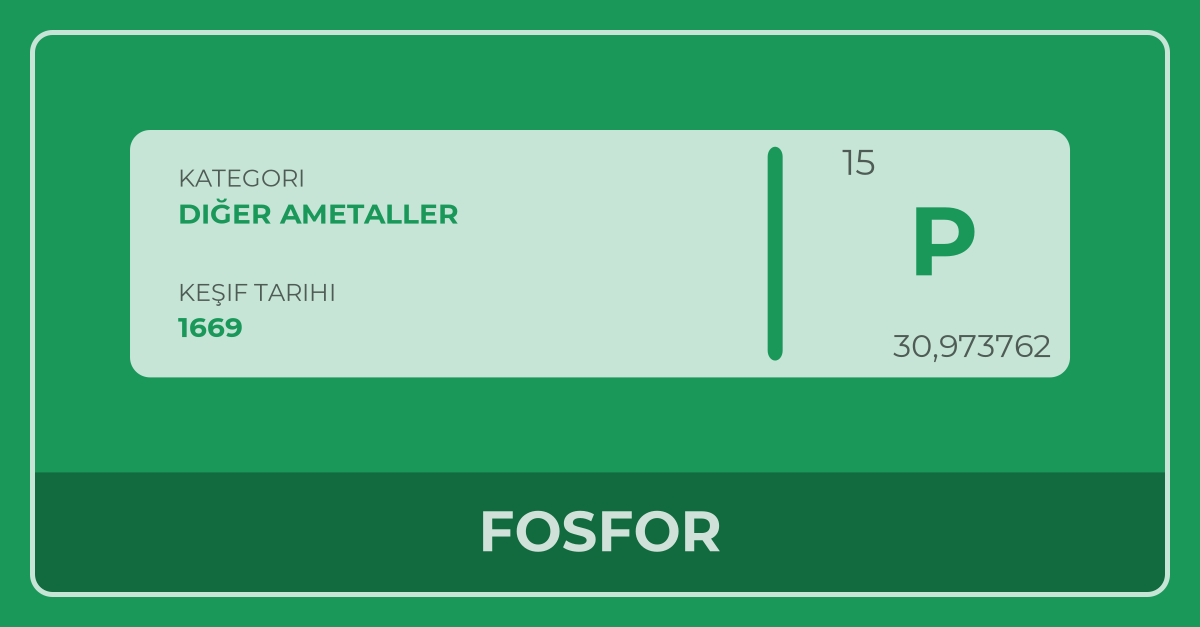 KATEGORI
DIĞER AMETALLER
KEŞIF TARIHI
1669
15
P
30,973762
FOSFOR